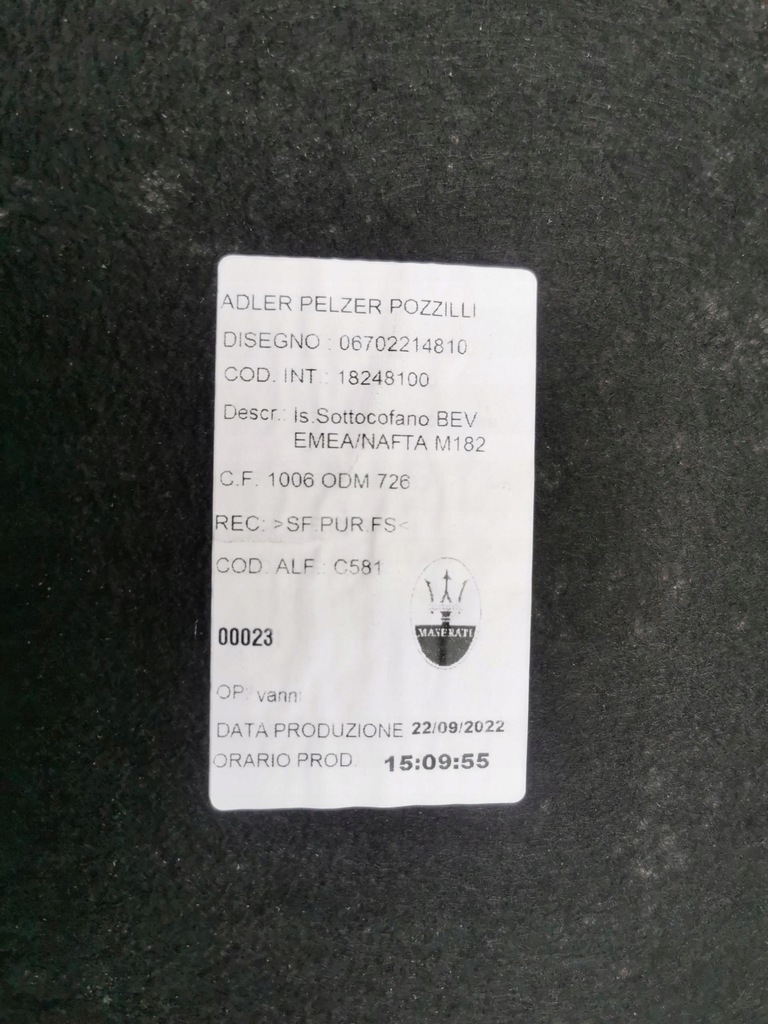 ADLER PELZER POZZILLI
DISEGNO : 06702214810
COD. INT.: 18248100
Descr.: Is.Sottocofano BEV
EMEA/NAFTA M182
C.F. 1006 ODM 726
REC: >SF.PUR.FS<
COD. ALF.: C581
MASERATI
00023
OP: vanni
DATA PRODUZIONE 22/09/2022
ORARIO PROD. 15:09:55